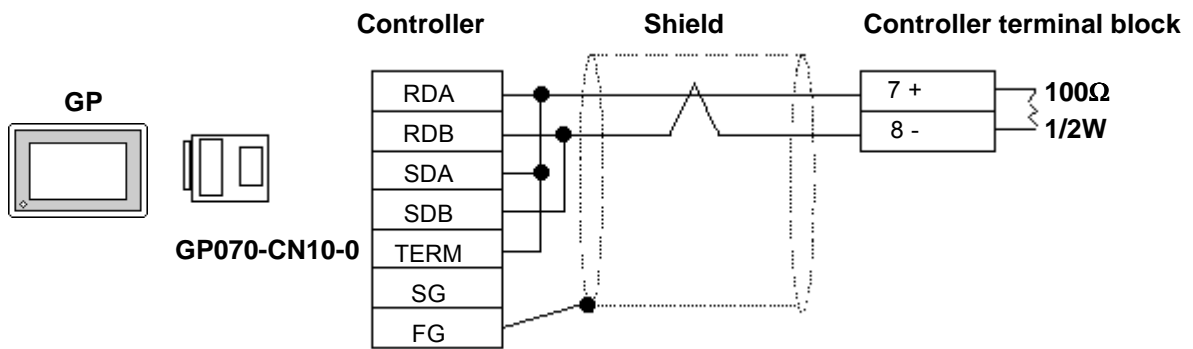 Controller
Shield
Controller terminal block
GP
GP070-CN10-0
RDA
RDB
SDA
SDB
TERM
SG
FG
7 +
8 -
100Ω
1/2W